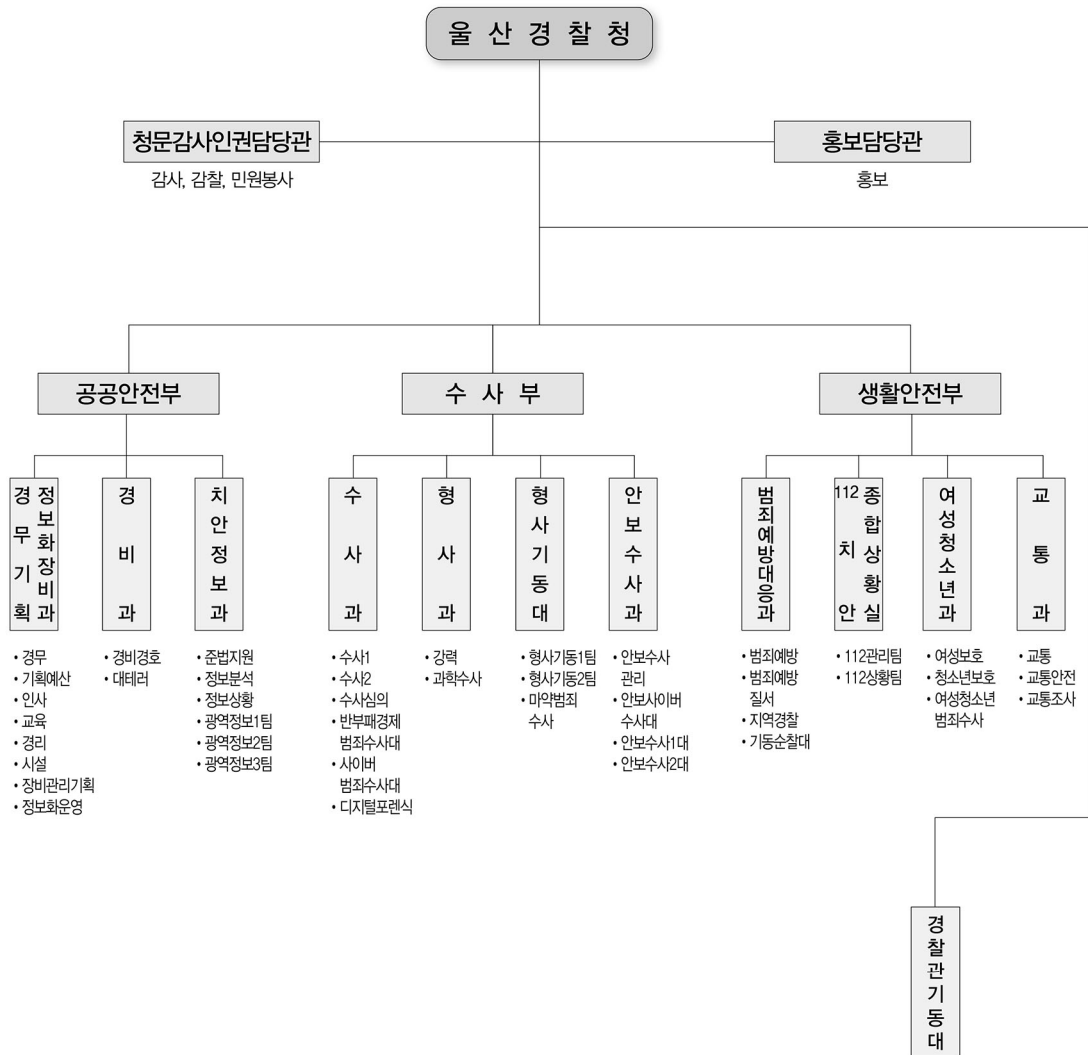 울산경찰청
청문감사인권담당관
감사, 감찰, 민원봉사
홍보담당관
홍보
공공안전부
수사부
생활안전부
경무기획
정보화장비과
경비과
치안정보과
수사과
형사과
형사기동대
안보수사과
범죄예방대응과
112치안
종합상황실
여성청소년과
교통과
• 경무
• 기획예산
• 인사
• 교육
• 경리
• 시설
• 장비관리기획
• 정보화운영
• 경비경호
• 대테러
• 준법지원
• 정보분석
• 정보상황
• 광역정보1팀
• 광역정보2팀
• 광역정보3팀
• 수사1
• 수사2
• 수사심의
• 반부패경제
범죄수사대
• 사이버
범죄수사대
• 디지털포렌식
• 강력
• 과학수사
• 형사기동1팀
• 형사기동2팀
• 마약범죄
수사
• 안보수사
관리
• 안보사이버
수사대
• 안보수사1대
• 안보수사2대
• 범죄예방
• 범죄예방
질서
• 지역경찰
• 기동순찰대
• 112관리팀
• 112상황팀
• 여성보호
• 청소년보호
• 여성청소년
범죄수사
• 교통
• 교통안전
• 교통조사
경찰관기동대